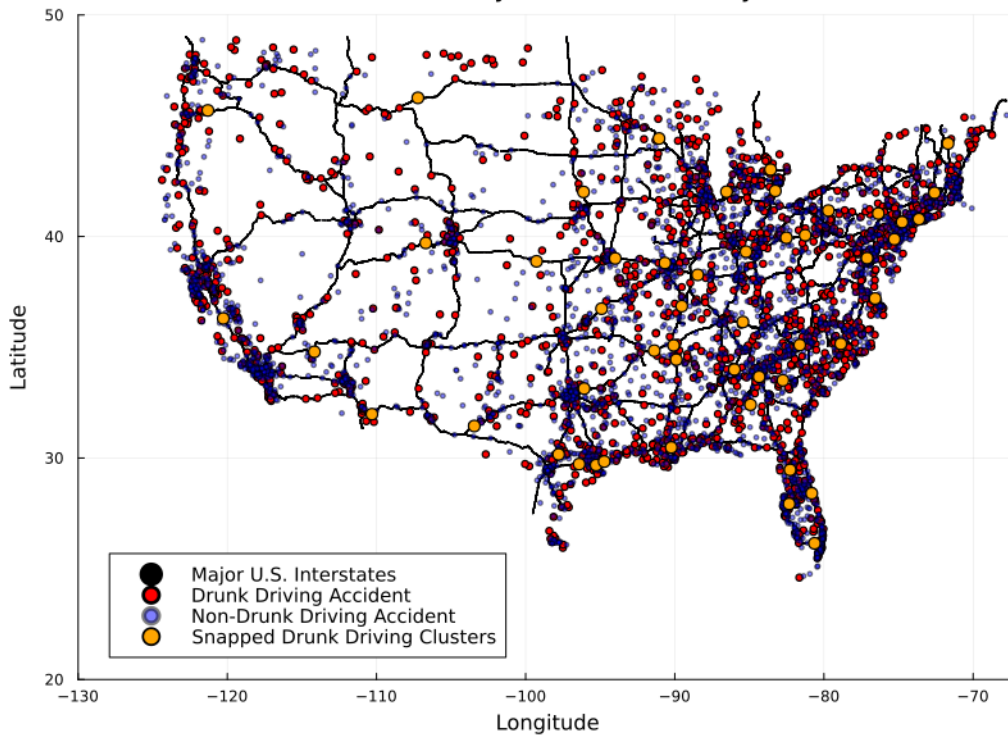 50
40
30
20
−130
−120
−110
−100
−90
−80
−70
Latitude
Longitude
Major U.S. Interstates
Drunk Driving Accident
Non-Drunk Driving Accident
Snapped Drunk Driving Clusters